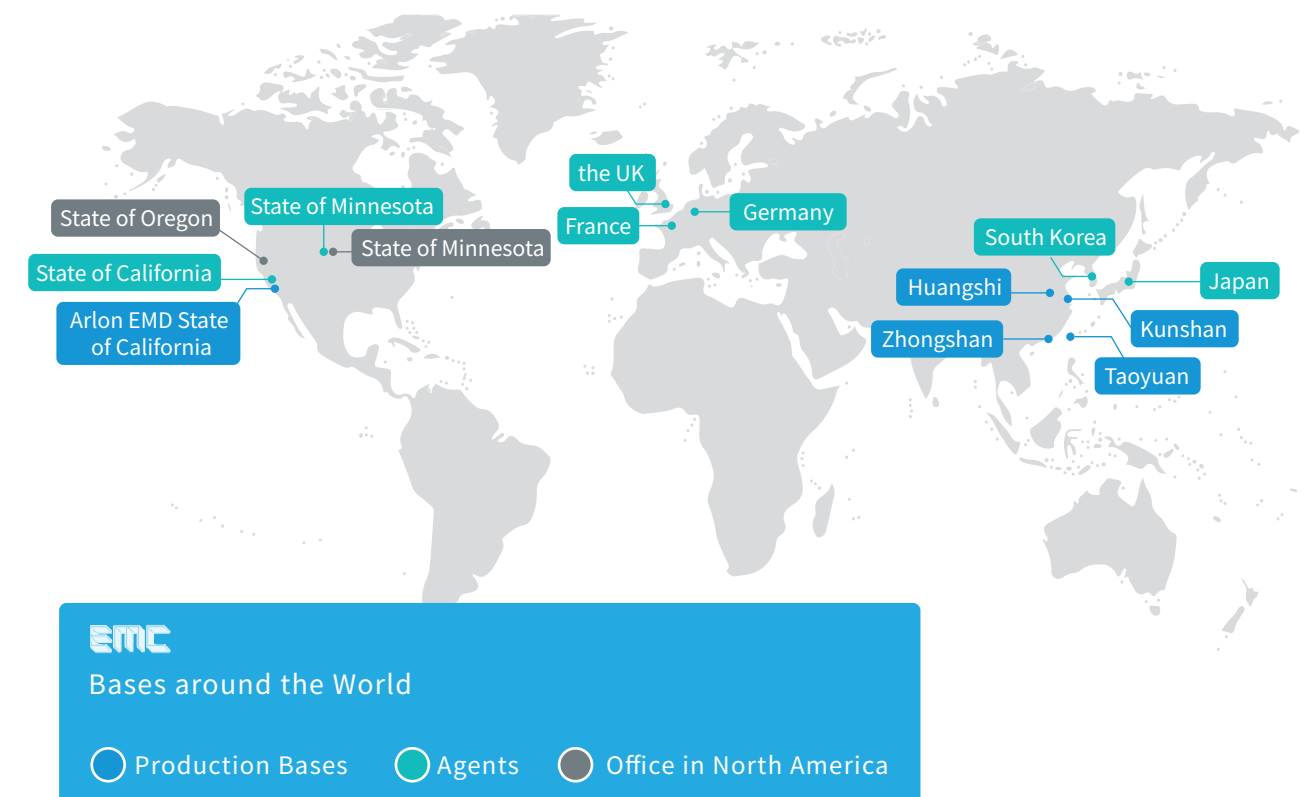 the UK
State of Minnesota
Germany
State of Oregon
France
State of Minnesota
South Korea
State of California
Japan
Huangshi
Arlon EMD State
of California
Kunshan
Zhongshan
Taoyuan
EMC
Bases around the World
Production Bases
Agents
Office in North America